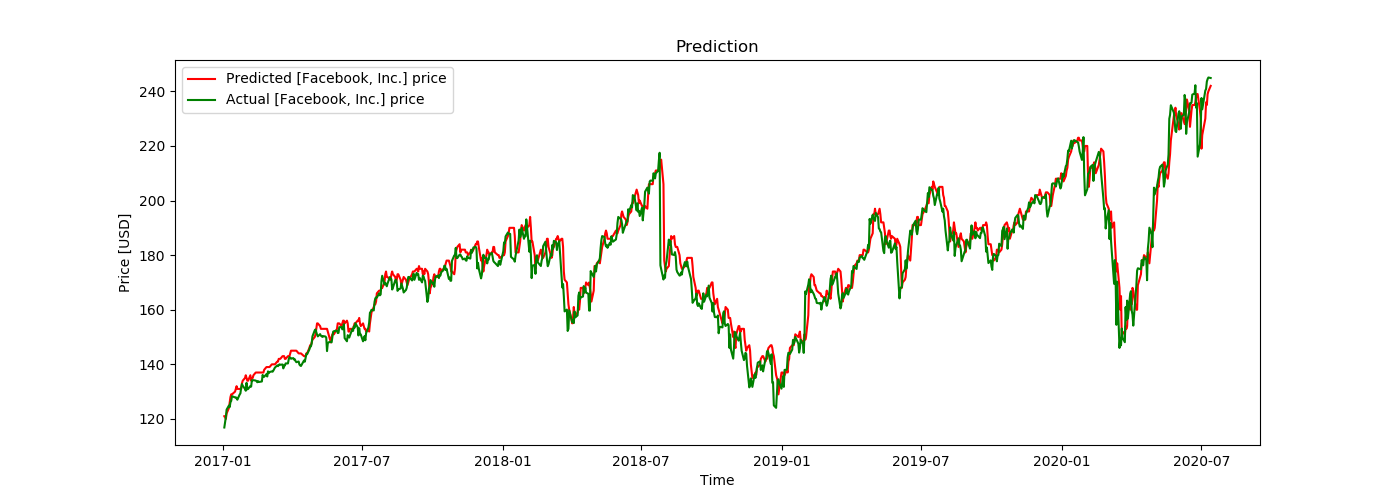 Prediction
Predicted [Facebook, Inc.] price
Actual [Facebook, Inc.] price
240
220
200
180
160
140
120
Price [USD]
2017-01 2017-07 2018-01 2018-07 2019-01 2019-07 2020-01 2020-07
Time